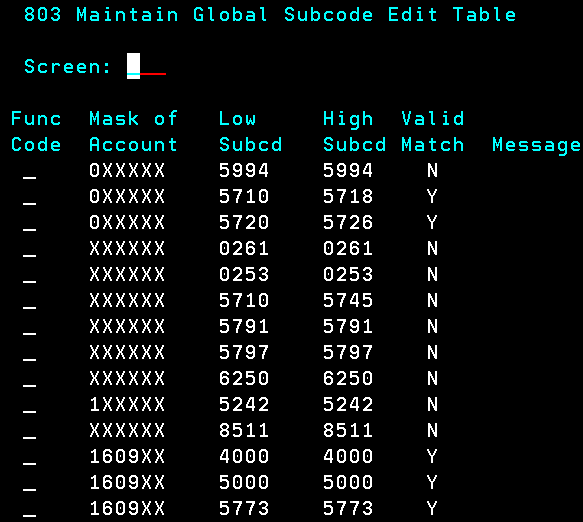 803 Maintain Global Subcode Edit Table
Screen: ___
Func Mask of Low High Valid
Code Account Subcd Subcd Match Message
_ 0XXXXX 5994 5994 N
_ 0XXXXX 5710 5718 Y
_ 0XXXXX 5720 5726 Y
_ XXXXXX 0261 0261 N
_ XXXXXX 0253 0253 N
_ XXXXXX 5710 5745 N
_ XXXXXX 5791 5791 N
_ XXXXXX 5797 5797 N
_ XXXXXX 6250 6250 N
_ 1XXXXX 5242 5242 N
_ XXXXXX 8511 8511 N
_ 1609XX 4000 4000 Y
_ 1609XX 5000 5000 Y
_ 1609XX 5773 5773 Y